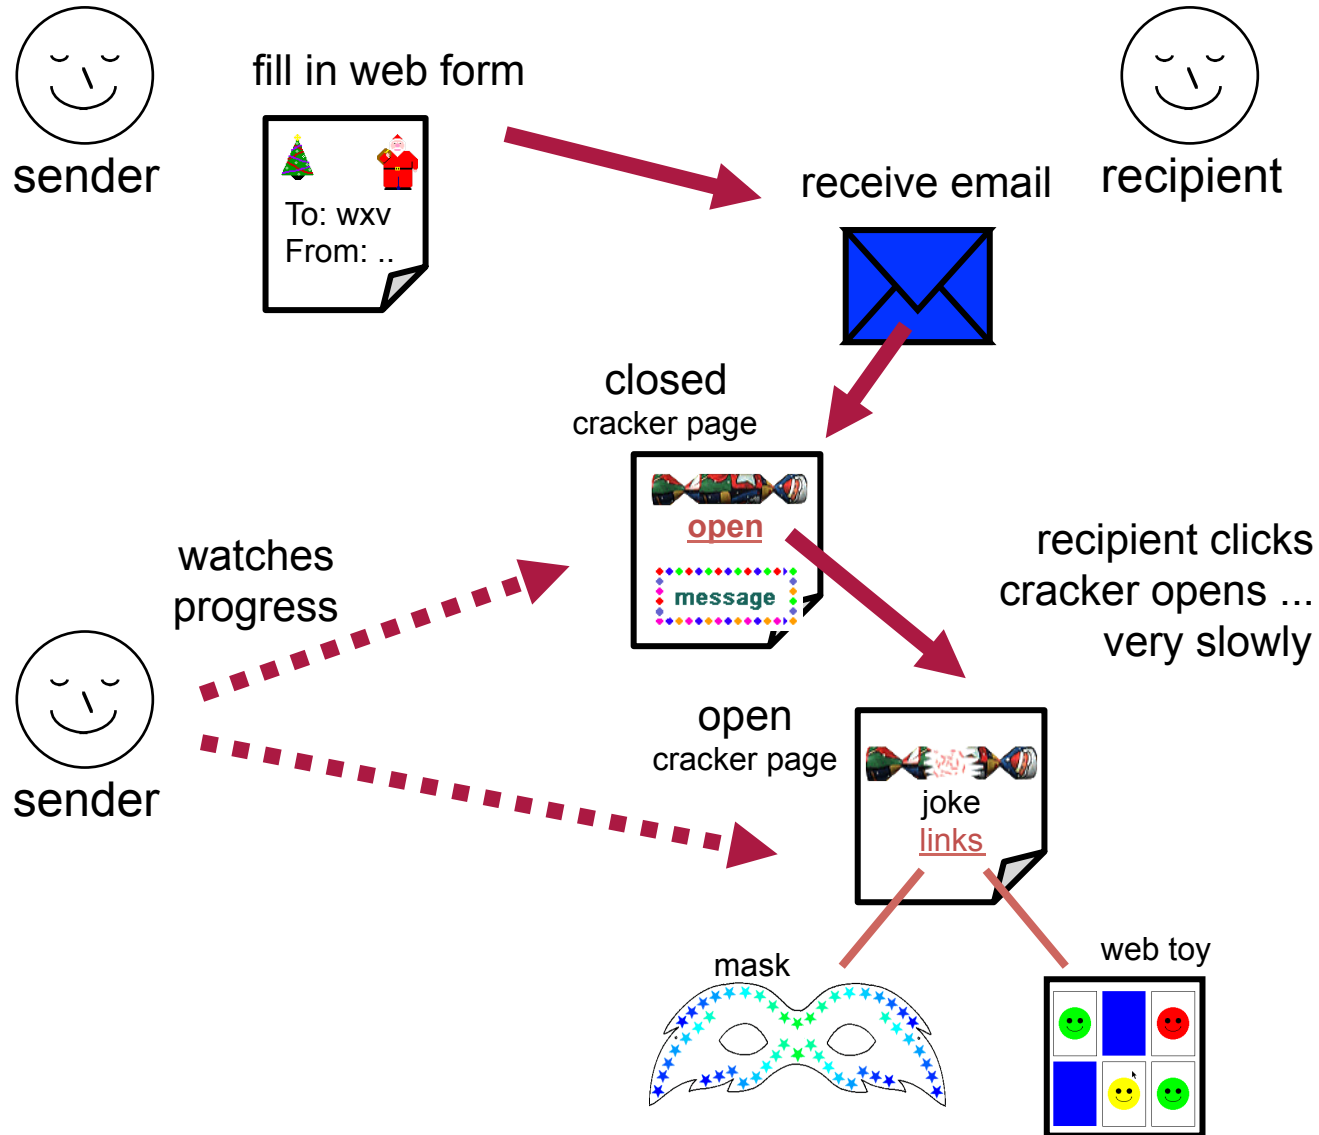 fill in web form
sender
To: wxv
From: ..
receive email
recipient
closed
cracker page
open
message
watches
progress
recipient clicks
cracker opens ...
very slowly
sender
open
cracker page
joke
links
mask
web toy